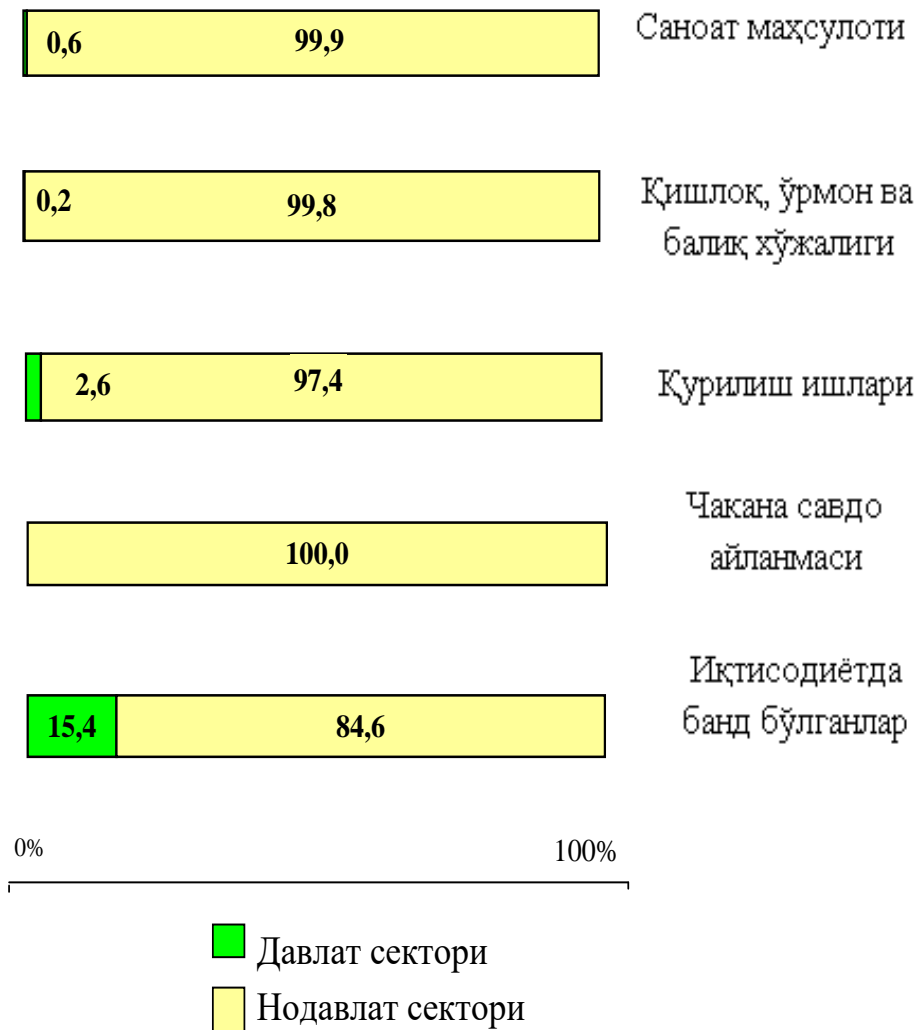 0,6 99,9 Саноат маҳсулоти
0,2 99,8 Қишлоқ, ўрмон ва
балиқ хўжалиги
2,6 97,4 Қурилиш ишлари
Чакана савдо
100,0 айланмаси
Иқтисодиётда
15,4 84,6 банд бўлганлар
0% 100%
Давлат сектори
Нодавлат сектори